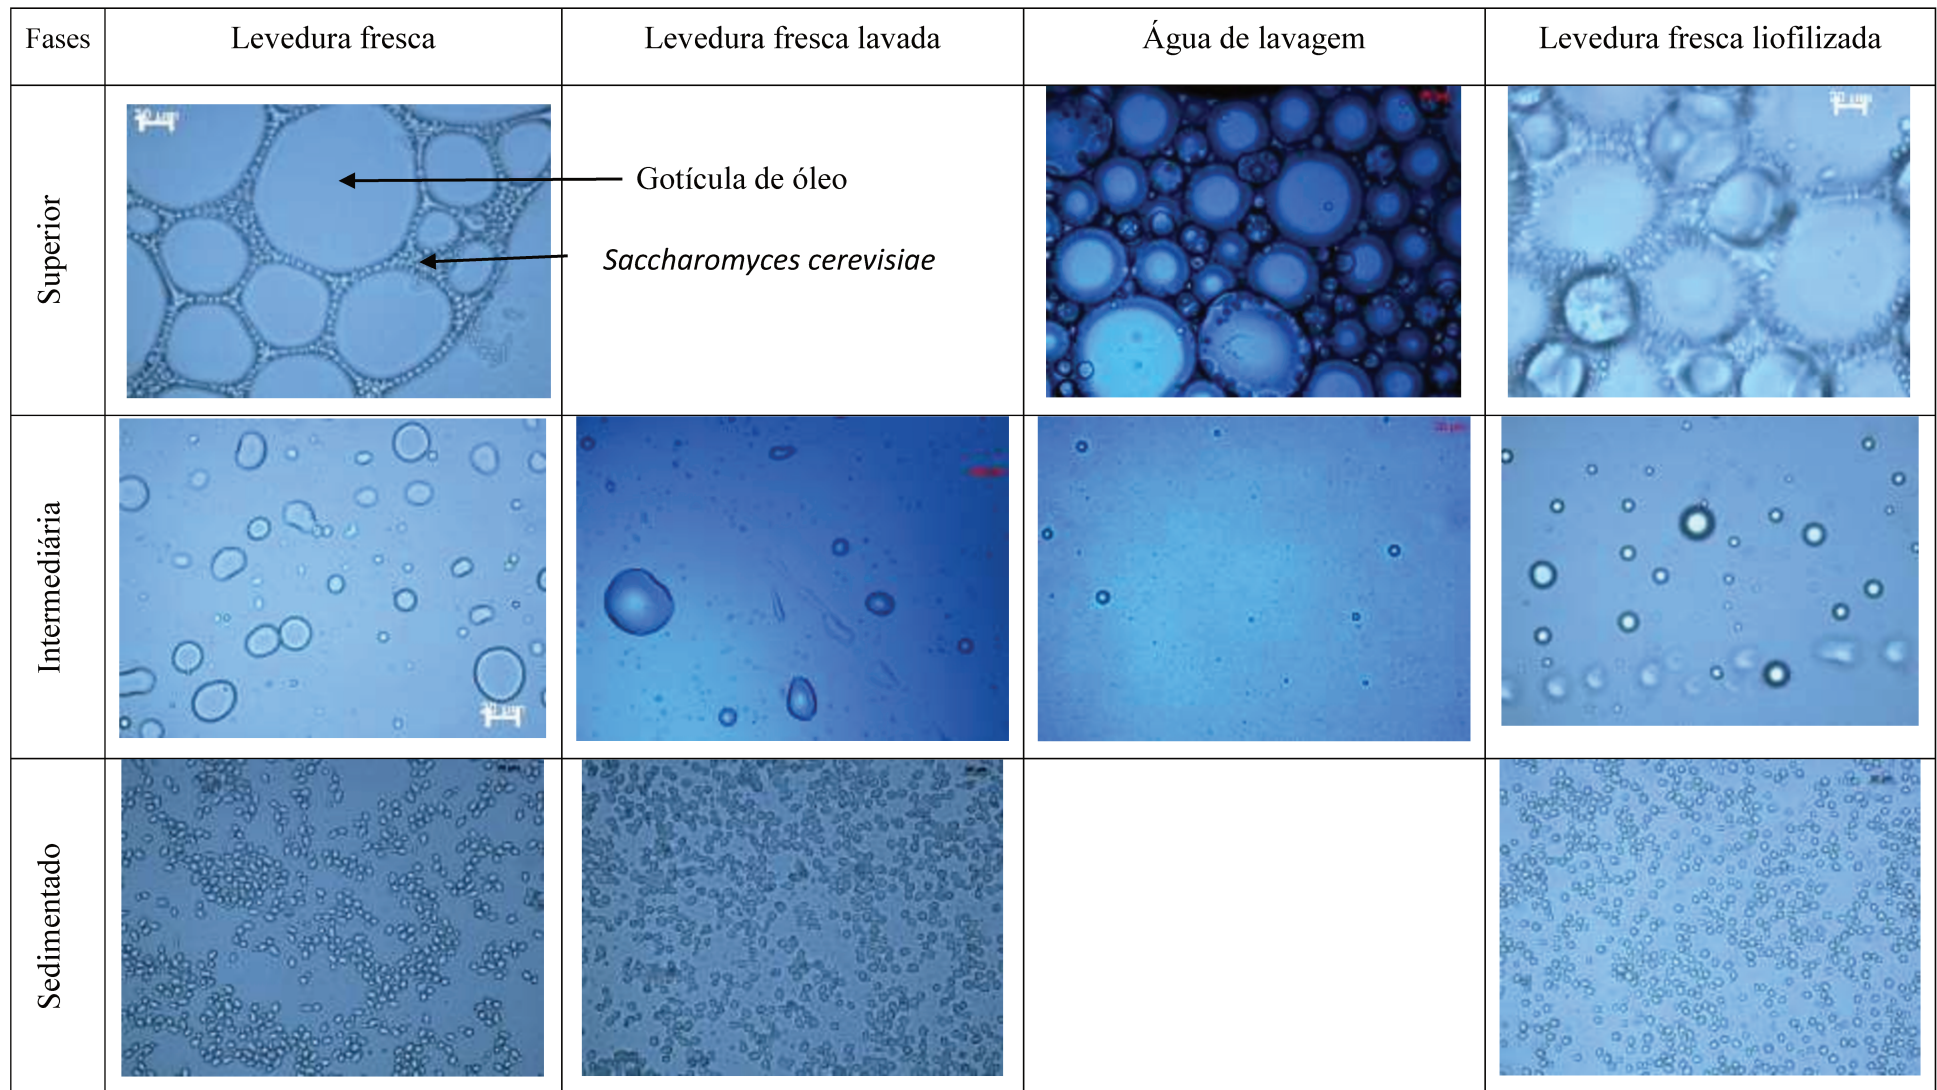 Fases
Levedura fresca
Levedura fresca lavada
Água de lavagem
Levedura fresca liofilizada
Superior
Gotícula de óleo
Saccharomyces cerevisiae
Intermediária
Sedimentado